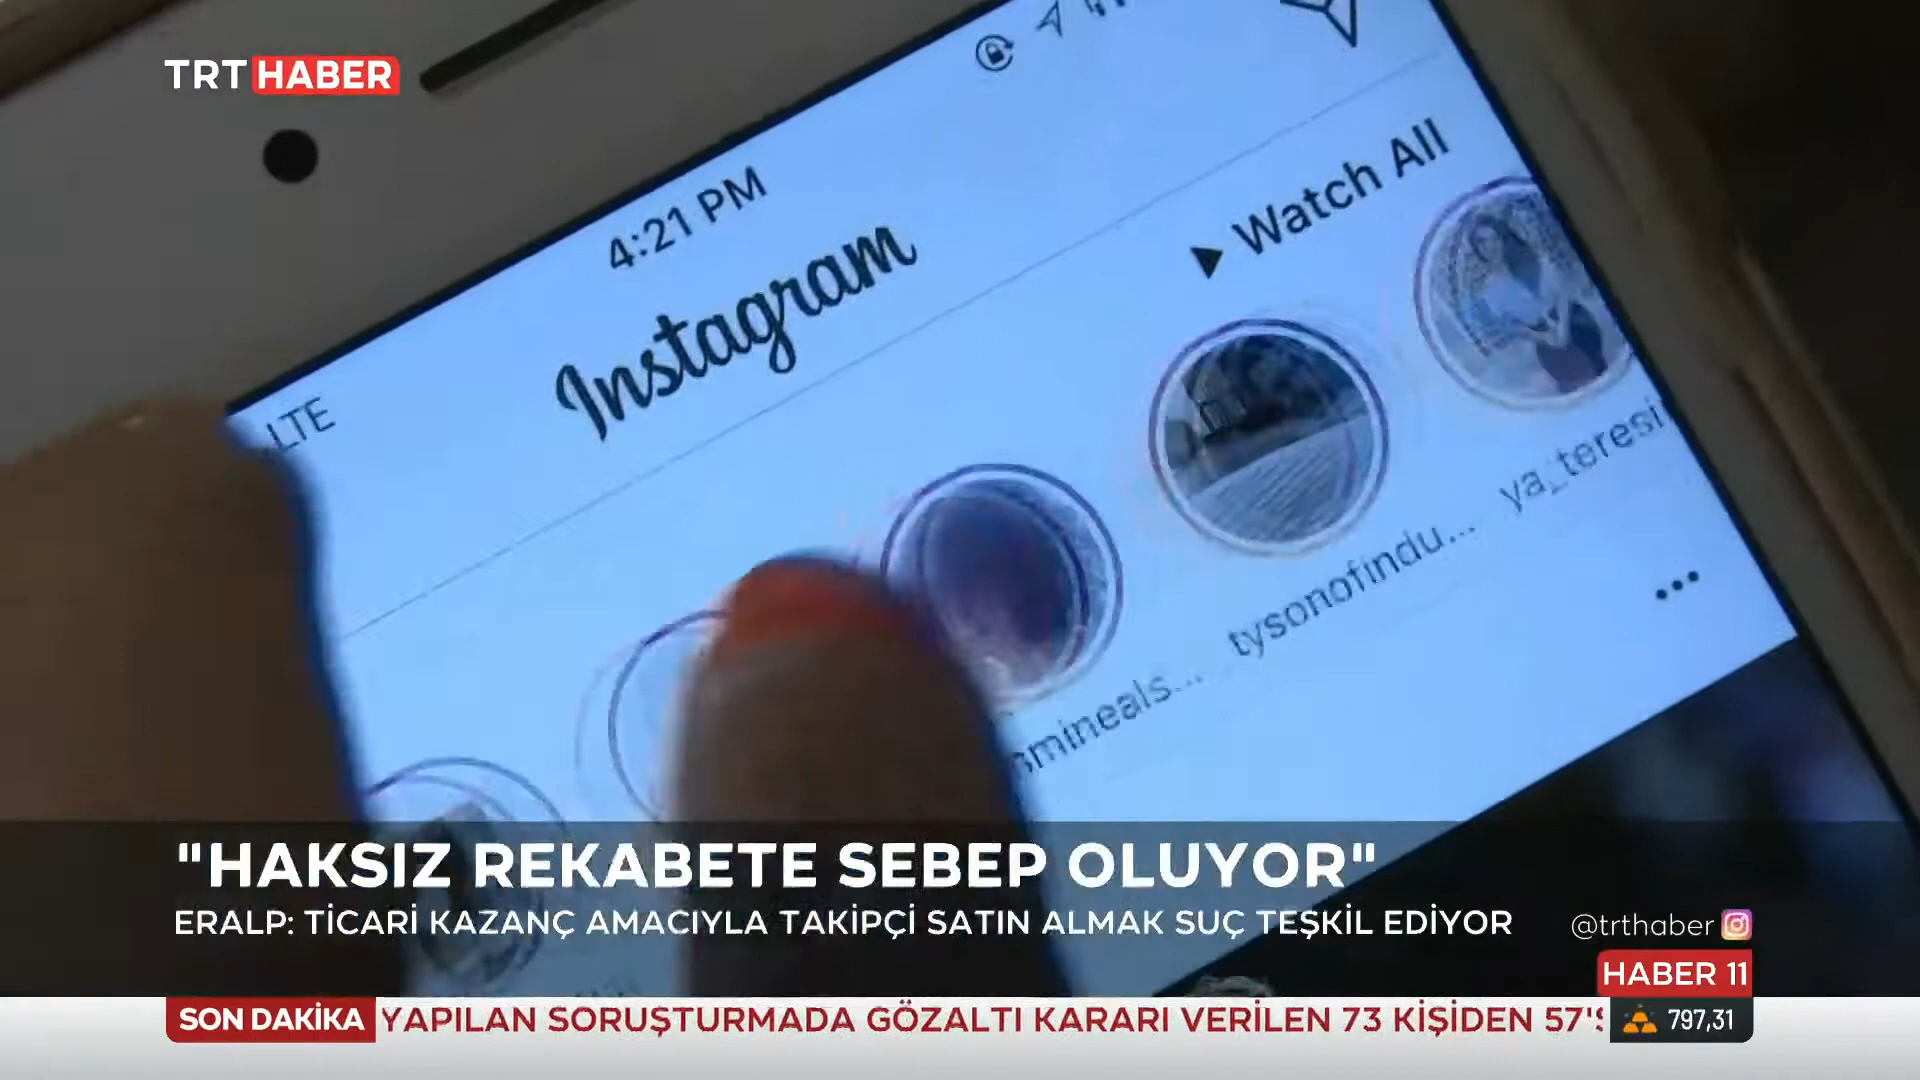 TRT HABER
4:21 PM
LTE
Instagram
Watch All
mineals...
tysonofindu...
ya_teresi
"HAKSIZ REKABETE SEBEP OLUYOR"
ERALP: TİCARİ KAZANÇ AMACIYLA TAKİPÇİ SATIN ALMAK SUÇ TEŞKİL EDİYOR
@trthaber
HABER 11
SON DAKİKA
YAPILAN SORUŞTURMADA GÖZALTI KARARI VERİLEN 73 KİŞİDEN 57'
797,31